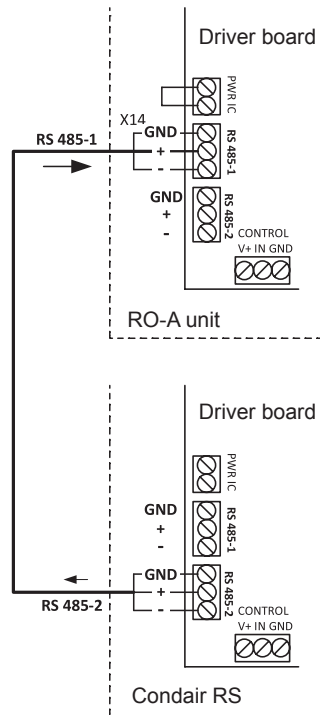 Driver board
PWR IC
X14
RS 485-1
GND
+
-
RS 485-1
GND
+
-
RS 485-2
CONTROL
V+ IN GND
RO-A unit
Driver board
PWR IC
GND
+
-
RS 485-1
GND
+
-
RS 485-2
RS 485-2
CONTROL
V+ IN GND
Condair RS